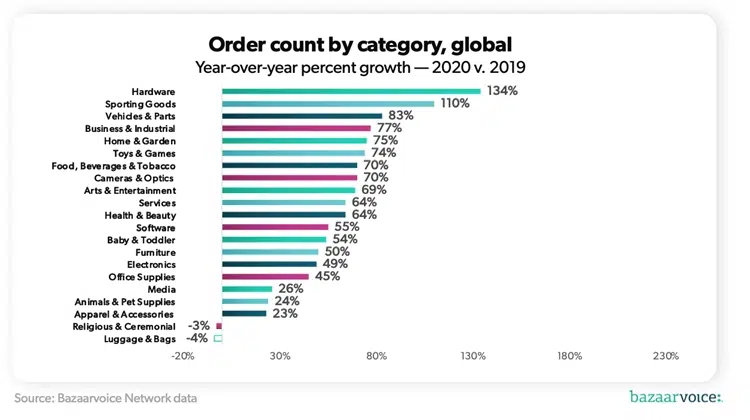 Order count by category, global
Year-over-year percent growth — 2020 v. 2019
Hardware 134%
Sporting Goods 110%
Vehicles & Parts 83%
Business & Industrial 77%
Home & Garden 75%
Toys & Games 74%
Food, Beverages & Tobacco 70%
Cameras & Optics 70%
Arts & Entertainment 69%
Services 64%
Health & Beauty 64%
Software 55%
Baby & Toddler 54%
Furniture 50%
Electronics 49%
Office Supplies 45%
Media 26%
Animals & Pet Supplies 24%
Apparel & Accessories 23%
Religious & Ceremonial -3%
Luggage & Bags -4%
-20% 30% 80% 130% 180% 230%
Source: Bazaarvoice Network data
bazaarvoice: